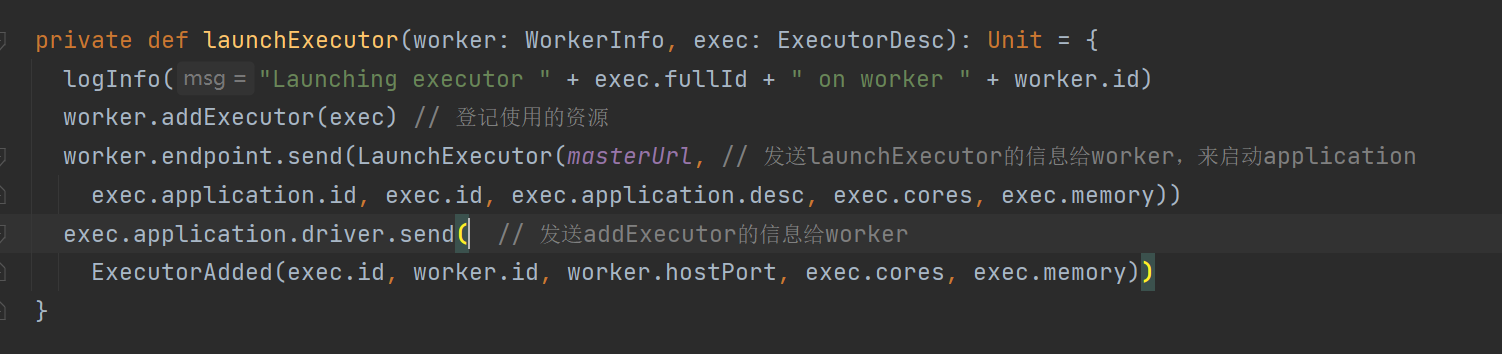 private def launchExecutor(worker: WorkerInfo, exec: ExecutorDesc): Unit = {
logInfo( msg = "Launching executor " + exec.fullId + " on worker " + worker.id)
worker.addExecutor(exec) // 登记使用的资源
worker.endpoint.send(LaunchExecutor(masterUrl, // 发送launchExecutor的信息给worker，来启动application
exec.application.id, exec.id, exec.application.desc, exec.cores, exec.memory))
exec.application.driver.send( // 发送addExecutor的信息给worker
ExecutorAdded(exec.id, worker.id, worker.hostPort, exec.cores, exec.memory))
}